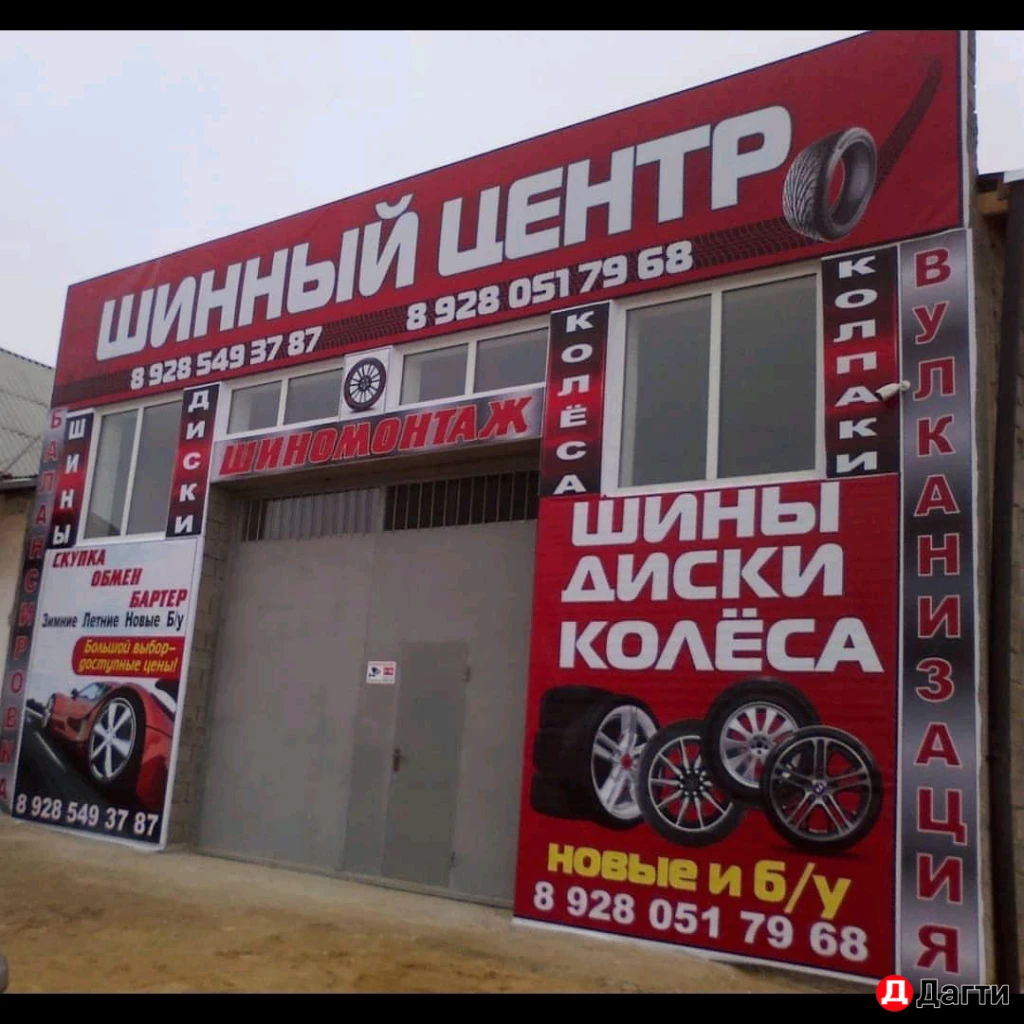 ШИННЫЙ ЦЕНТР
8 928 549 37 87
8 928 051 79 68
БАЛАНСИРОВКА
ШИНЫ
ДИСКИ
ШИНОМОНТАЖ
КОЛЁСА
КОЛПАКИ
ВУЛКАНИЗАЦИЯ
СКУПКА
ОБМЕН
БАРТЕР
Зимние Летние Новые Б/у
Большой выбор-
доступные цены!
8 928 549 37 87
ШИНЫ
ДИСКИ
КОЛЁСА
новые и б/у
8 928 051 79 68
Д Дагти